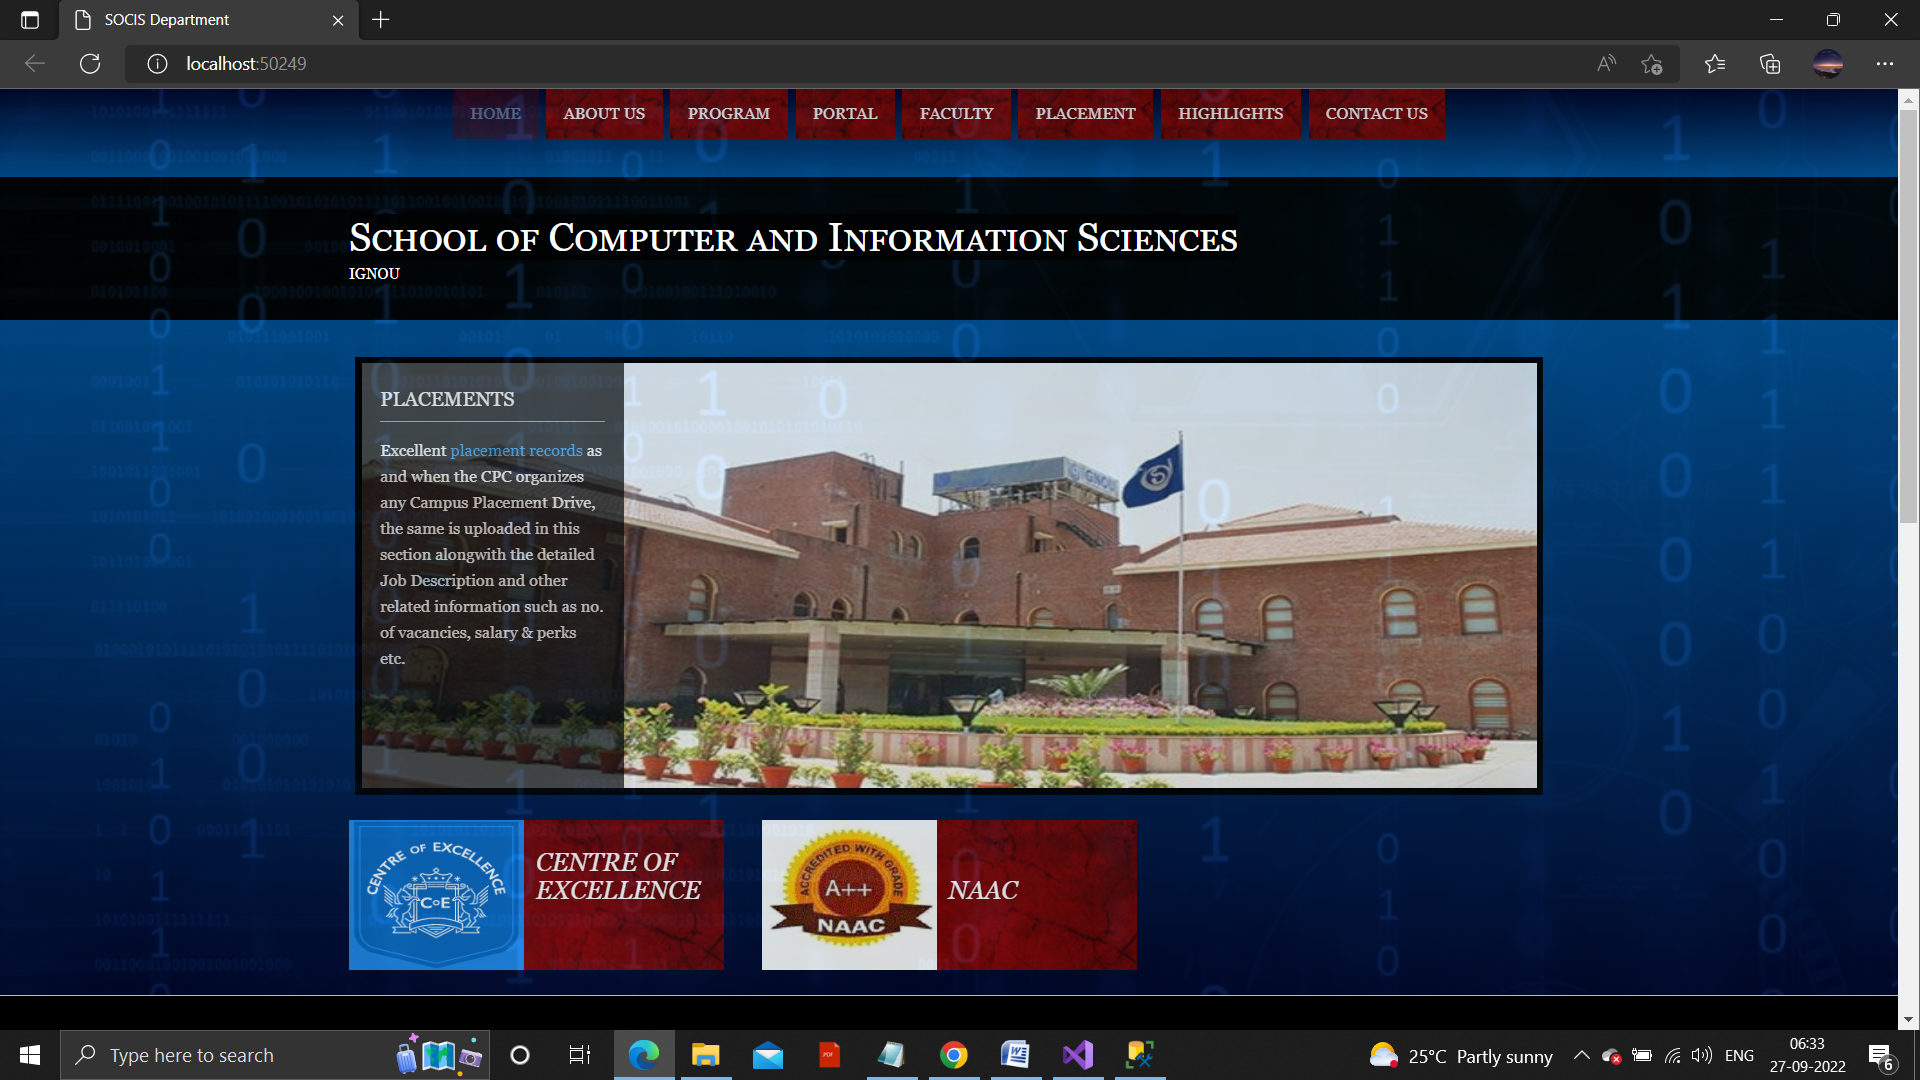 SOCIS Department
localhost:50249
HOME
ABOUT US
PROGRAM
PORTAL
FACULTY
PLACEMENT
HIGHLIGHTS
CONTACT US
SCHOOL OF COMPUTER AND INFORMATION SCIENCES
IGNOU
PLACEMENTS
Excellent placement records as
and when the CPC organizes
any Campus Placement Drive,
the same is uploaded in this
section alongwith the detailed
Job Description and other
related information such as no.
of vacancies, salary & perks
etc.
IGNOU
CENTRE OF EXCELLENCE
CoE
CENTRE OF
EXCELLENCE
ACCREDITED WITH GRADE
A++
NAAC
NAAC
Type here to search
PDF
25°C Partly sunny
ENG
06:33
27-09-2022
6